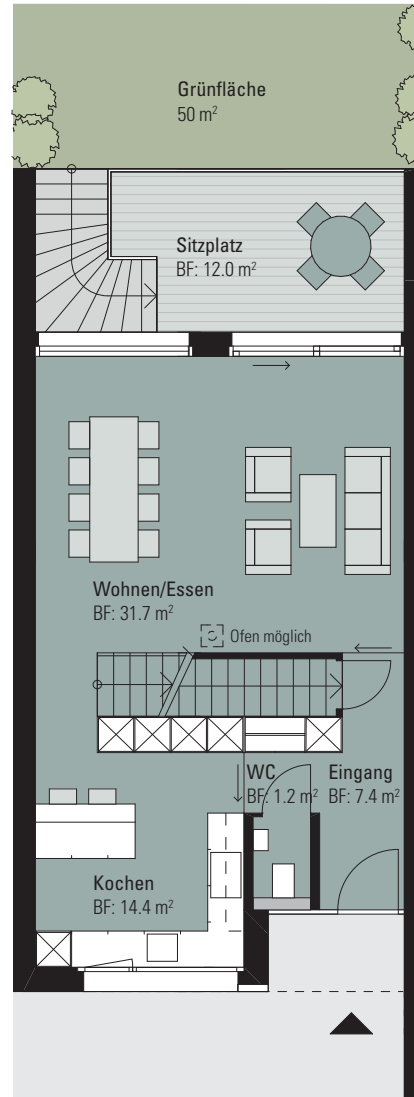 Grünfläche
50 m²
Sitzplatz
BF: 12.0 m²
Wohnen/Essen
BF: 31.7 m²
Ofen möglich
WC
BF: 1.2 m²
Eingang
BF: 7.4 m²
Kochen
BF: 14.4 m²